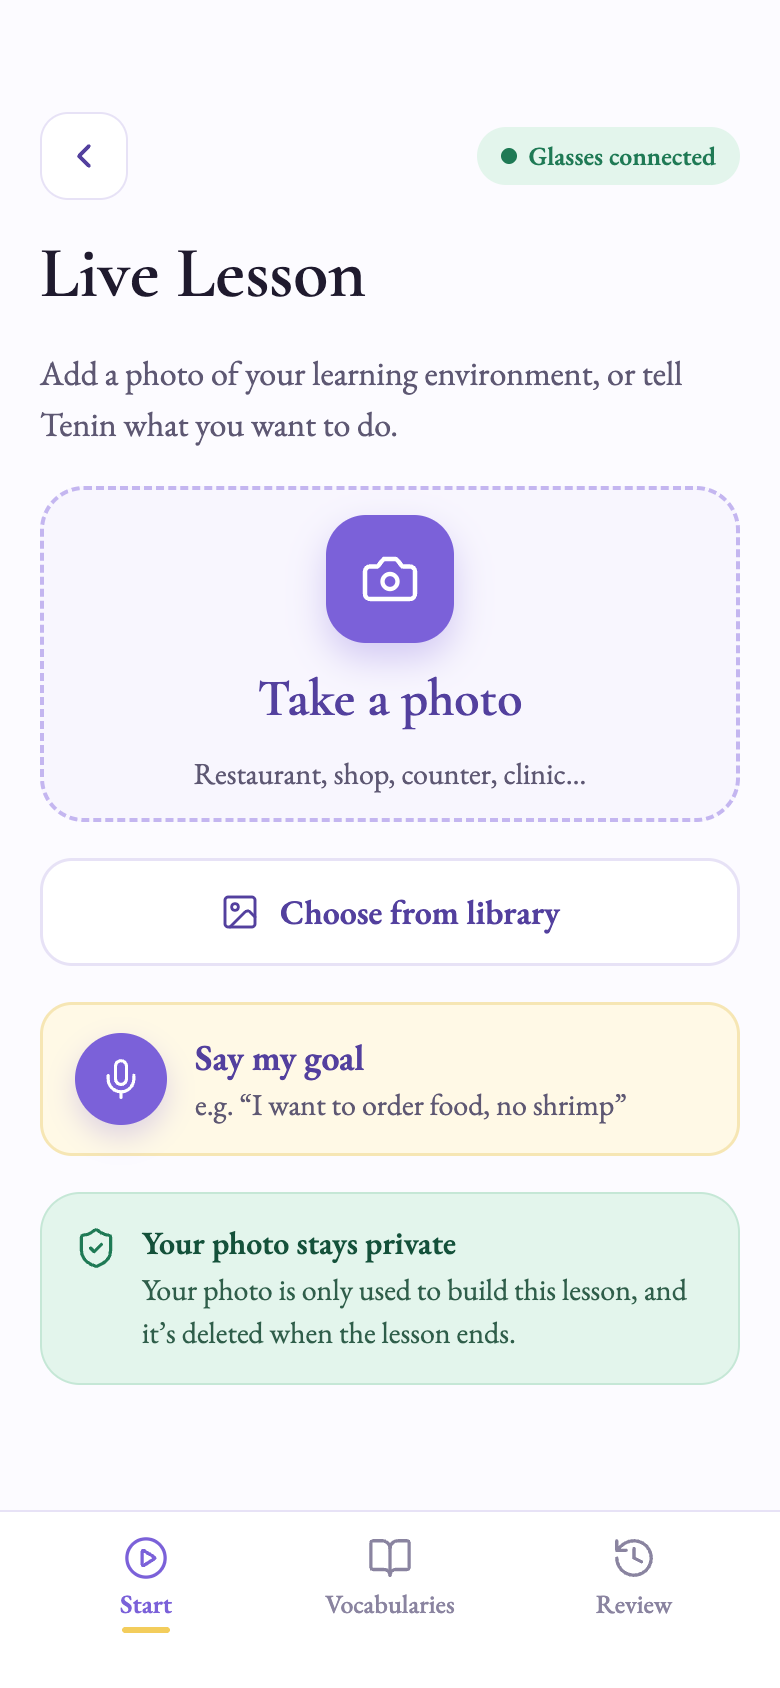 Glasses connected
Live Lesson
Add a photo of your learning environment, or tell
Tenin what you want to do.
Take a photo
Restaurant, shop, counter, clinic...
Choose from library
Say my goal
e.g. “I want to order food, no shrimp”
Your photo stays private
Your photo is only used to build this lesson, and
it’s deleted when the lesson ends.
Start
Vocabularies
Review